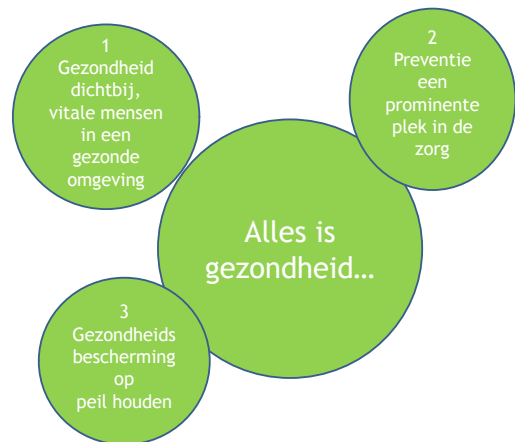 1
Gezondheid
dichtbij,
vitale mensen
in een
gezonde
omgeving
2
Preventie
een
prominente
plek in de
zorg
Alles is
gezondheid…
3
Gezondheids
bescherming
op
peil houden